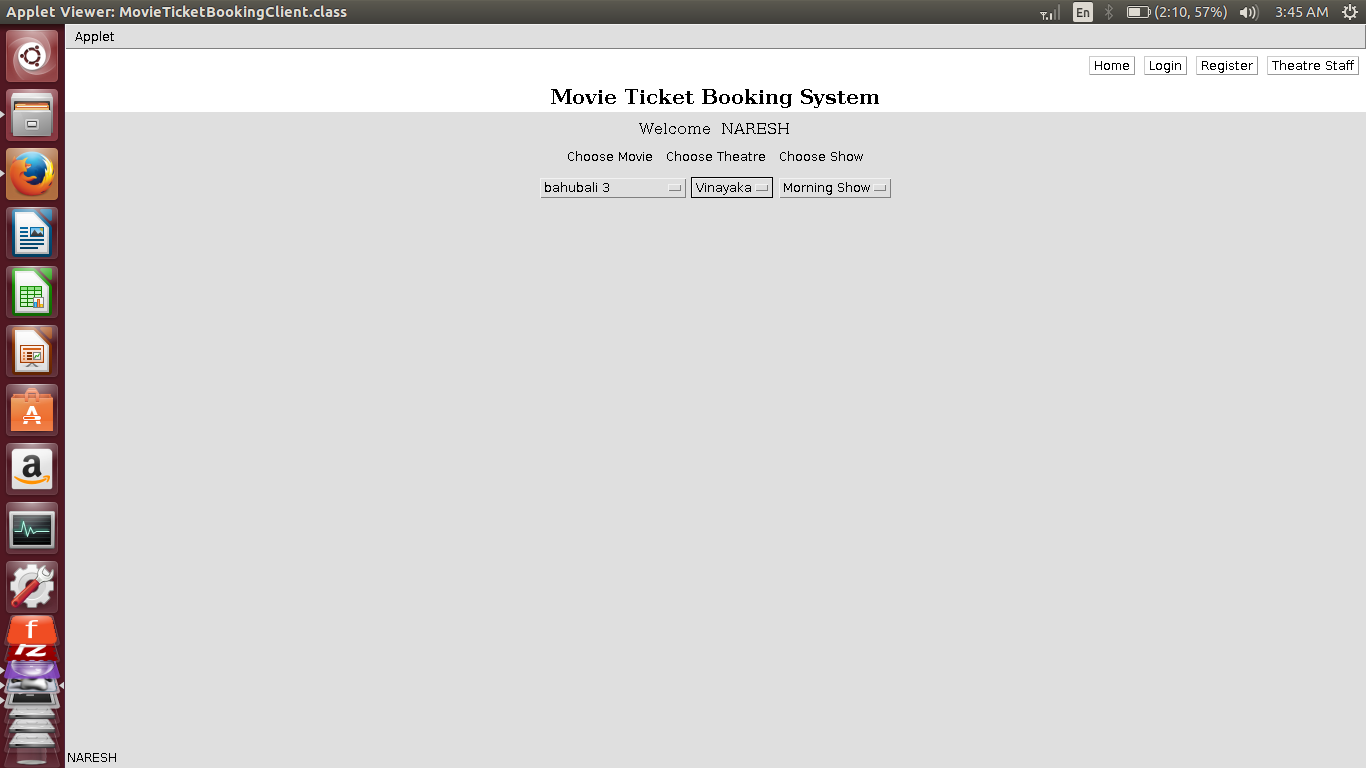 Applet Viewer: MovieTicketBookingClient.class En (2:10, 57%) 3:45 AM
Applet
Home Login Register Theatre Staff
Movie Ticket Booking System
Welcome NARESH
Choose Movie Choose Theatre Choose Show
bahubali 3 Vinayaka Morning Show
A
a
f
NARESH